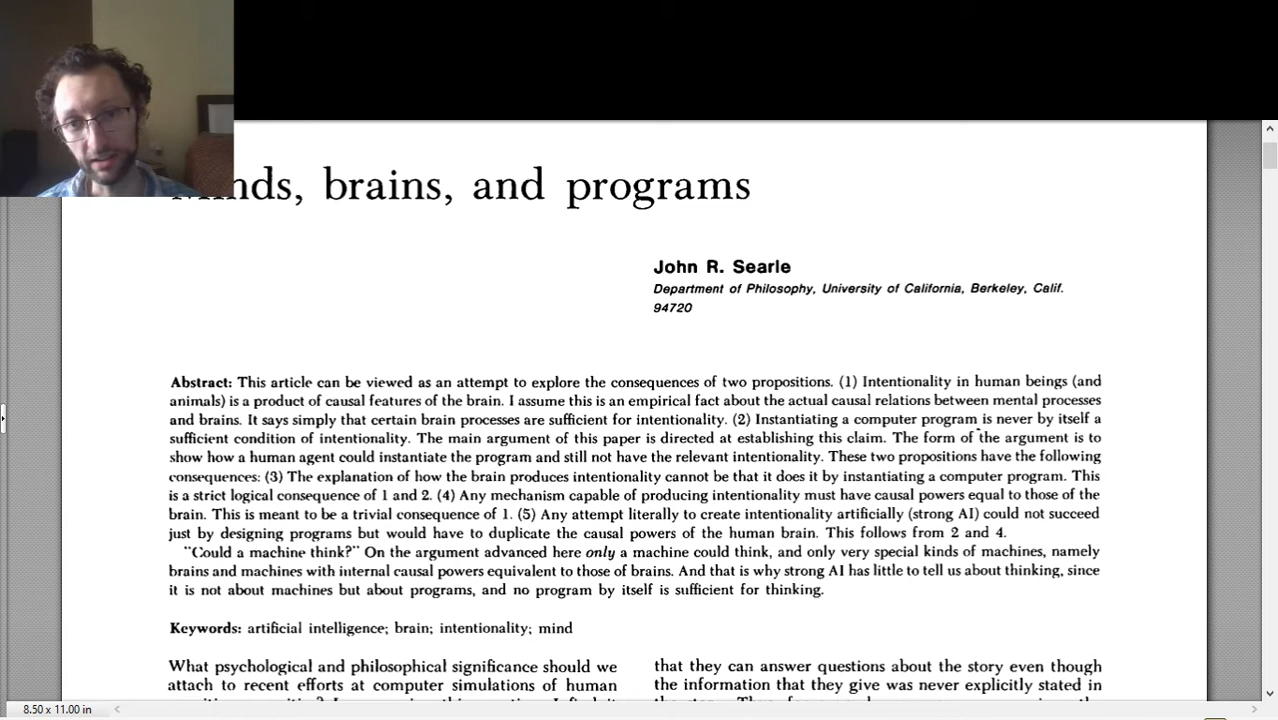 nds, brains, and programs
John R. Searle
Department of Philosophy, University of California, Berkeley, Calif.
94720
Abstract: This article can be viewed as an attempt to explore the consequences of two propositions. (1) Intentionality in human beings (and
animals) is a product of causal features of the brain. I assume this is an empirical fact about the actual causal relations between mental processes
and brains. It says simply that certain brain processes are sufficient for intentionality. (2) Instantiating a computer program is never by itself a
sufficient condition of intentionality. The main argument of this paper is directed at establishing this claim. The form of the argument is to
show how a human agent could instantiate the program and still not have the relevant intentionality. These two propositions have the following
consequences: (3) The explanation of how the brain produces intentionality cannot be that it does it by instantiating a computer program. This
is a strict logical consequence of 1 and 2. (4) Any mechanism capable of producing intentionality must have causal powers equal to those of the
brain. This is meant to be a trivial consequence of 1. (5) Any attempt literally to create intentionality artificially (strong AI) could not succeed
just by designing programs but would have to duplicate the causal powers of the human brain. This follows from 2 and 4.
"Could a machine think?" On the argument advanced here only a machine could think, and only very special kinds of machines, namely
brains and machines with internal causal powers equivalent to those of brains. And that is why strong AI has little to tell us about thinking, since
it is not about machines but about programs, and no program by itself is sufficient for thinking.
Keywords: artificial intelligence; brain; intentionality; mind
What psychological and philosophical significance should we
attach to recent efforts at computer simulations of human
that they can answer questions about the story even though
the information that they give was never explicitly stated in
8.50 x 11.00 in